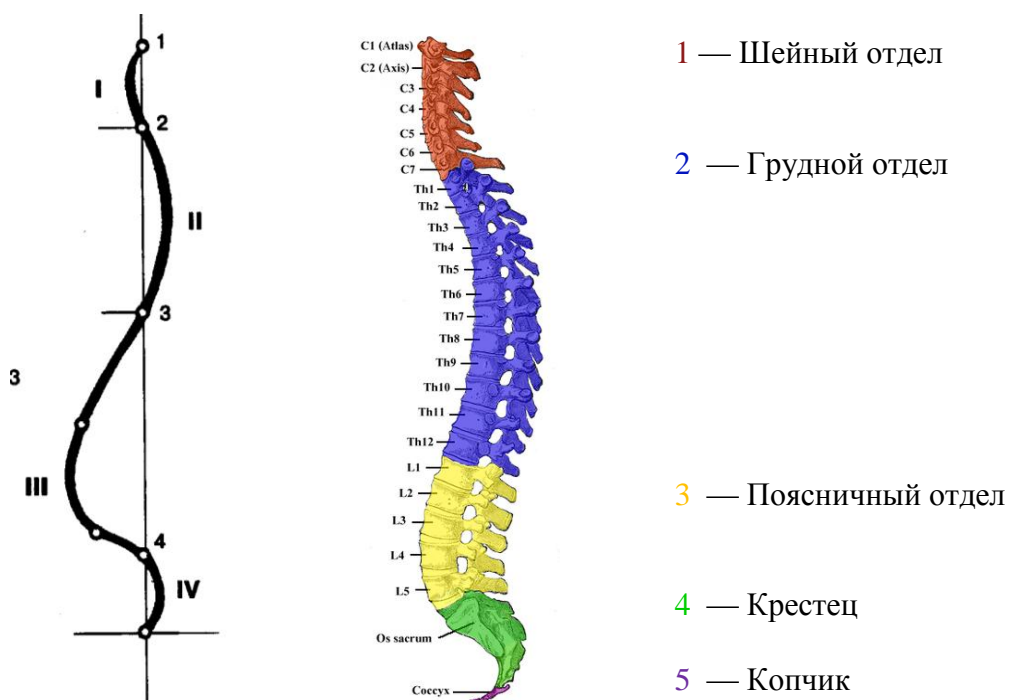 1
I
2
II
3
3
III
4
IV
C1 (Atlas)
C2 (Axis)
C3
C4
C5
C6
C7
Th1
Th2
Th3
Th4
Th5
Th6
Th7
Th8
Th9
Th10
Th11
Th12
L1
L2
L3
L4
L5
Os sacrum
Coccyx
1 — Шейный отдел
2 — Грудной отдел
3 — Поясничный отдел
4 — Крестец
5 — Копчик